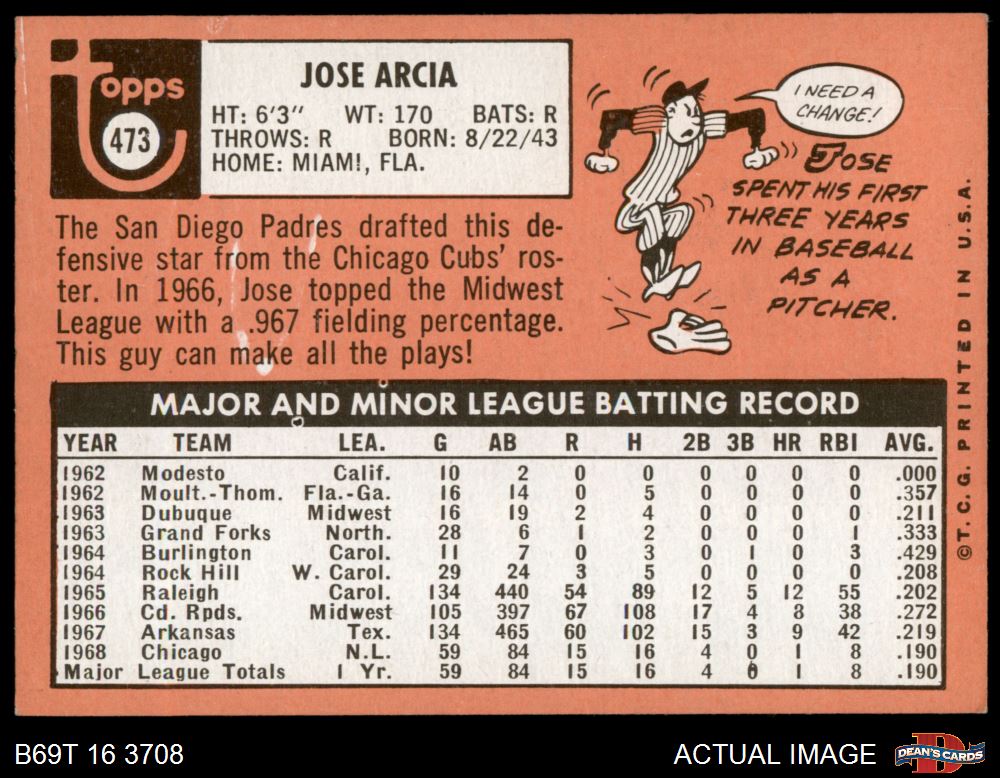 Topps
473
JOSE ARCIA
HT: 6'3" WT: 170 BATS: R
THROWS: R BORN: 8/22/43
HOME: MIAMI, FLA.
I NEED A
CHANGE!
JOSE
SPENT HIS FIRST
THREE YEARS
IN BASEBALL
AS A
PITCHER.
The San Diego Padres drafted this de-
fensive star from the Chicago Cubs' ros-
ter. In 1966, Jose topped the Midwest
League with a .967 fielding percentage.
This guy can make all the plays!
MAJOR AND MINOR LEAGUE BATTING RECORD
YEAR TEAM LEA. G AB R H 2B 3B HR RBI AVG.
1962 Modesto Calif. 10 2 0 0 0 0 0 0 .000
1962 Moult.-Thom. Fla.-Ga. 16 14 0 5 0 0 0 0 .357
1963 Dubuque Midwest 16 19 2 4 0 0 0 0 .211
1963 Grand Forks North. 28 6 1 2 0 0 0 1 .333
1964 Burlington Carol. 11 7 0 3 0 1 0 3 .429
1964 Rock Hill W. Carol. 29 24 3 5 0 0 0 0 .208
1965 Raleigh Carol. 134 440 54 89 12 5 12 55 .202
1966 Cd. Rpds. Midwest 105 397 67 108 17 4 8 38 .272
1967 Arkansas Tex. 134 465 60 102 15 3 9 42 .219
1968 Chicago N.L. 59 84 15 16 4 0 1 8 .190
Major League Totals 1 Yr. 59 84 15 16 4 0 1 8 .190
©T.C.G. PRINTED IN U.S.A.
B69T 16 3708
ACTUAL IMAGE
DEAN'S CARDS